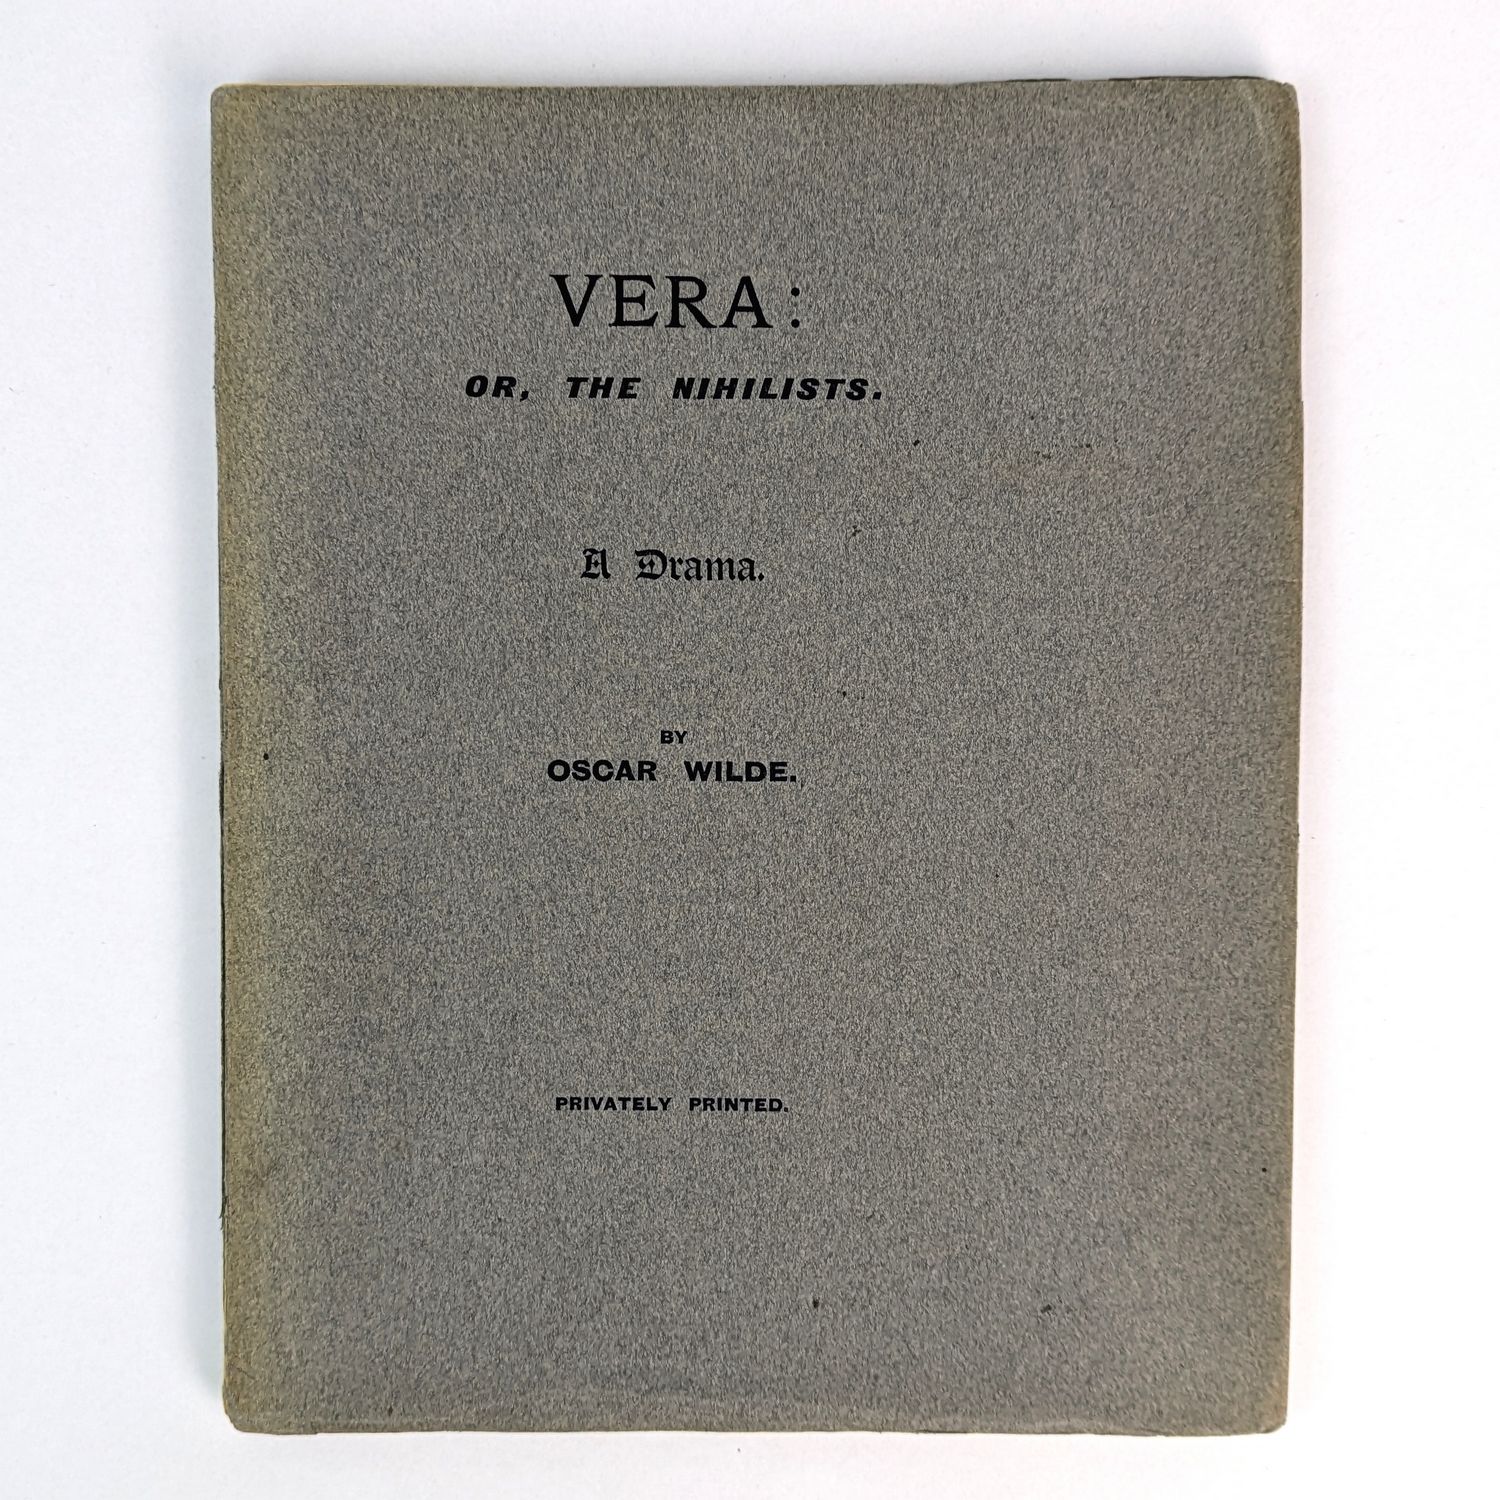 VERA:
OR, THE NIHILISTS.
A Drama.
BY
OSCAR WILDE.
PRIVATELY PRINTED.